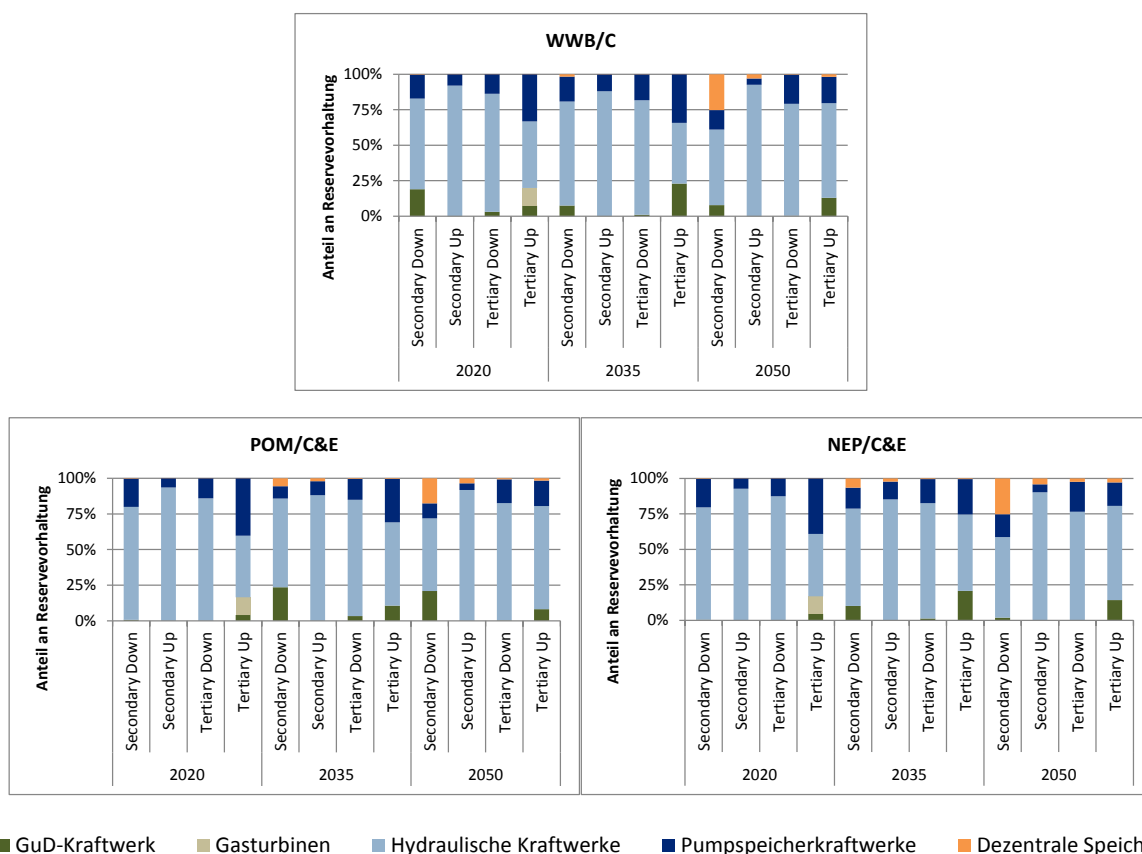 WWB/C
Anteil an Reservevorhaltung
100%
75%
50%
25%
0%
Secondary Down
Secondary Up
Tertiary Down
Tertiary Up
Secondary Down
Secondary Up
Tertiary Down
Tertiary Up
Secondary Down
Secondary Up
Tertiary Down
Tertiary Up
2020 2035 2050
POM/C&E
Anteil an Reservevorhaltung
100%
75%
50%
25%
0%
Secondary Down
Secondary Up
Tertiary Down
Tertiary Up
Secondary Down
Secondary Up
Tertiary Down
Tertiary Up
Secondary Down
Secondary Up
Tertiary Down
Tertiary Up
2020 2035 2050
NEP/C&E
Anteil an Reservevorhaltung
100%
75%
50%
25%
0%
Secondary Down
Secondary Up
Tertiary Down
Tertiary Up
Secondary Down
Secondary Up
Tertiary Down
Tertiary Up
Secondary Down
Secondary Up
Tertiary Down
Tertiary Up
2020 2035 2050
GuD-Kraftwerk Gasturbinen Hydraulische Kraftwerke Pumpspeicherkraftwerke Dezentrale Speich